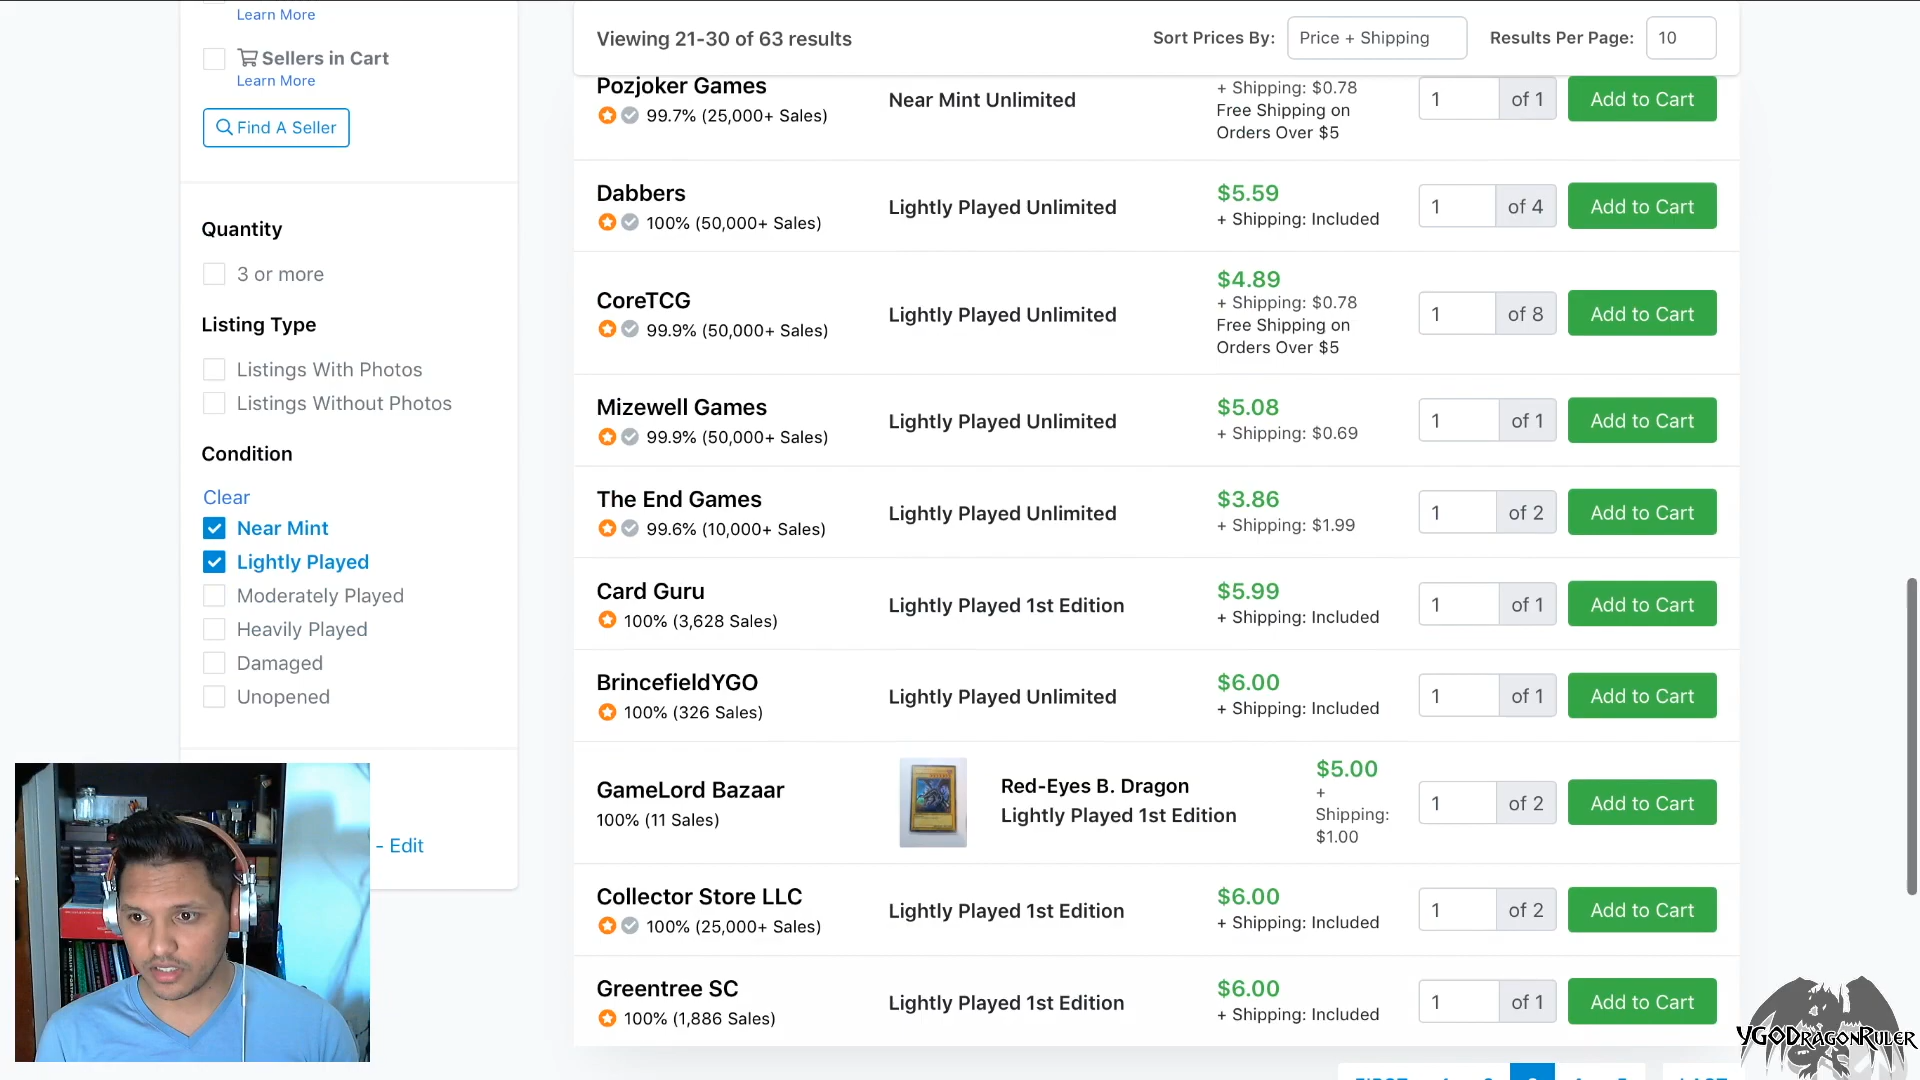 Learn More
Sellers in Cart
Learn More
Find A Seller
Quantity
3 or more
Listing Type
Listings With Photos
Listings Without Photos
Condition
Clear
Near Mint
Lightly Played
Moderately Played
Heavily Played
Damaged
Unopened
- Edit
Viewing 21-30 of 63 results
Sort Prices By: Price + Shipping Results Per Page: 10
Pozjoker Games
99.7% (25,000+ Sales)
Near Mint Unlimited
+ Shipping: $0.78
Free Shipping on
Orders Over $5
1 of 1 Add to Cart
Dabbers
100% (50,000+ Sales)
Lightly Played Unlimited
$5.59
+ Shipping: Included
1 of 4 Add to Cart
CoreTCG
99.9% (50,000+ Sales)
Lightly Played Unlimited
$4.89
+ Shipping: $0.78
Free Shipping on
Orders Over $5
1 of 8 Add to Cart
Mizewell Games
99.9% (50,000+ Sales)
Lightly Played Unlimited
$5.08
+ Shipping: $0.69
1 of 1 Add to Cart
The End Games
99.6% (10,000+ Sales)
Lightly Played Unlimited
$3.86
+ Shipping: $1.99
1 of 2 Add to Cart
Card Guru
100% (3,628 Sales)
Lightly Played 1st Edition
$5.99
+ Shipping: Included
1 of 1 Add to Cart
BrincefieldYGO
100% (326 Sales)
Lightly Played Unlimited
$6.00
+ Shipping: Included
1 of 1 Add to Cart
GameLord Bazaar
100% (11 Sales)
Red-Eyes B. Dragon
Lightly Played 1st Edition
$5.00
+
Shipping:
$1.00
1 of 2 Add to Cart
Collector Store LLC
100% (25,000+ Sales)
Lightly Played 1st Edition
$6.00
+ Shipping: Included
1 of 2 Add to Cart
Greentree SC
100% (1,886 Sales)
Lightly Played 1st Edition
$6.00
+ Shipping: Included
1 of 1 Add to Cart
YGODragonRuler